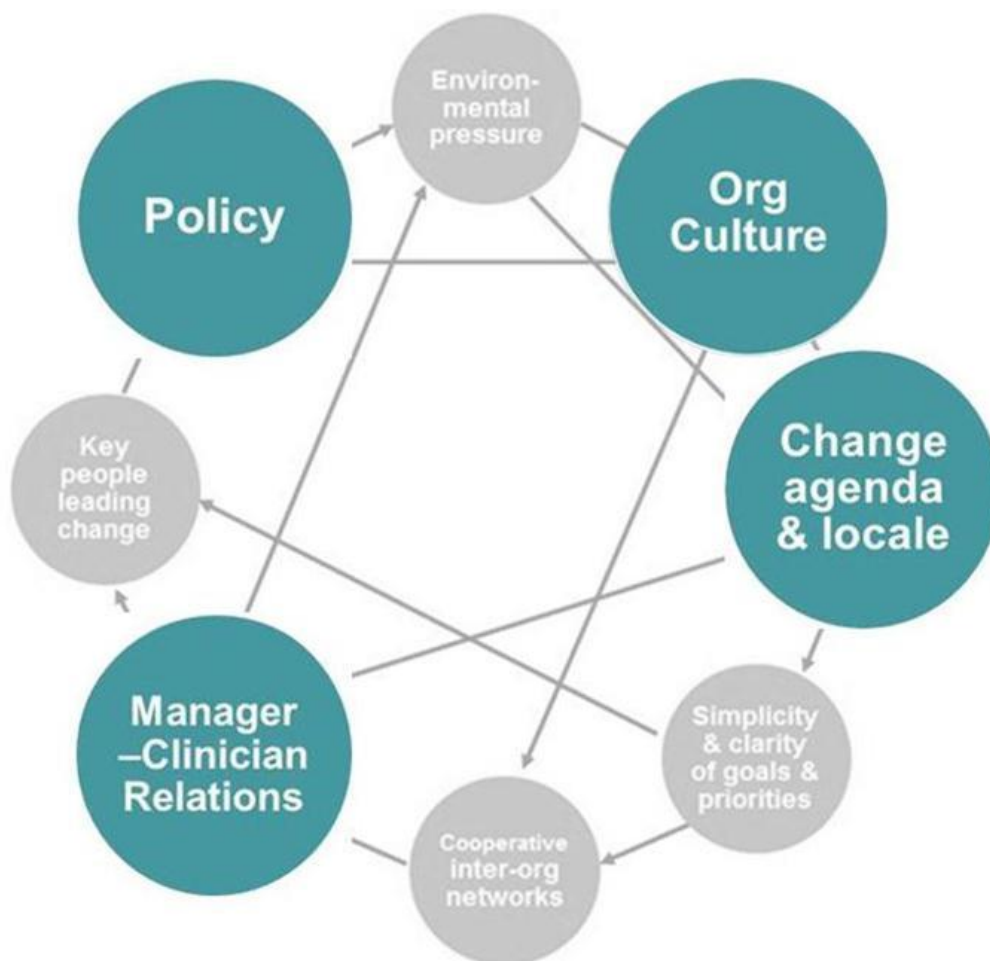 Environ-
mental
pressure
Policy
Org
Culture
Key
people
leading
change
Change
agenda
& locale
Manager
–Clinician
Relations
Simplicity
& clarity
of goals &
priorities
Cooperative
inter-org
networks